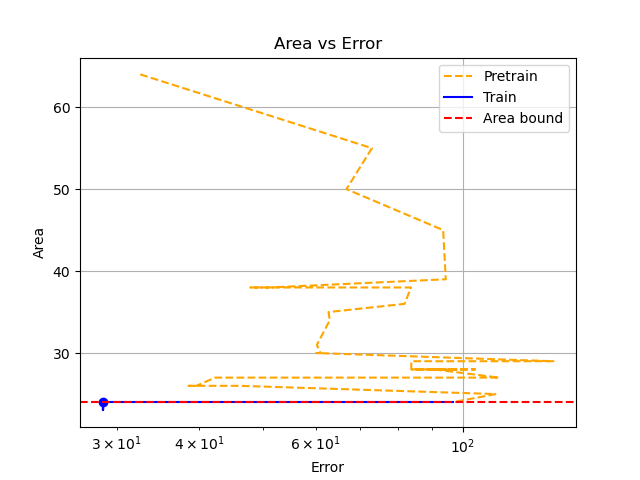 Area vs Error
Pretrain
Train
Area bound
60
50
40
30
Area
3 × 10¹
4 × 10¹
6 × 10¹
10²
Error